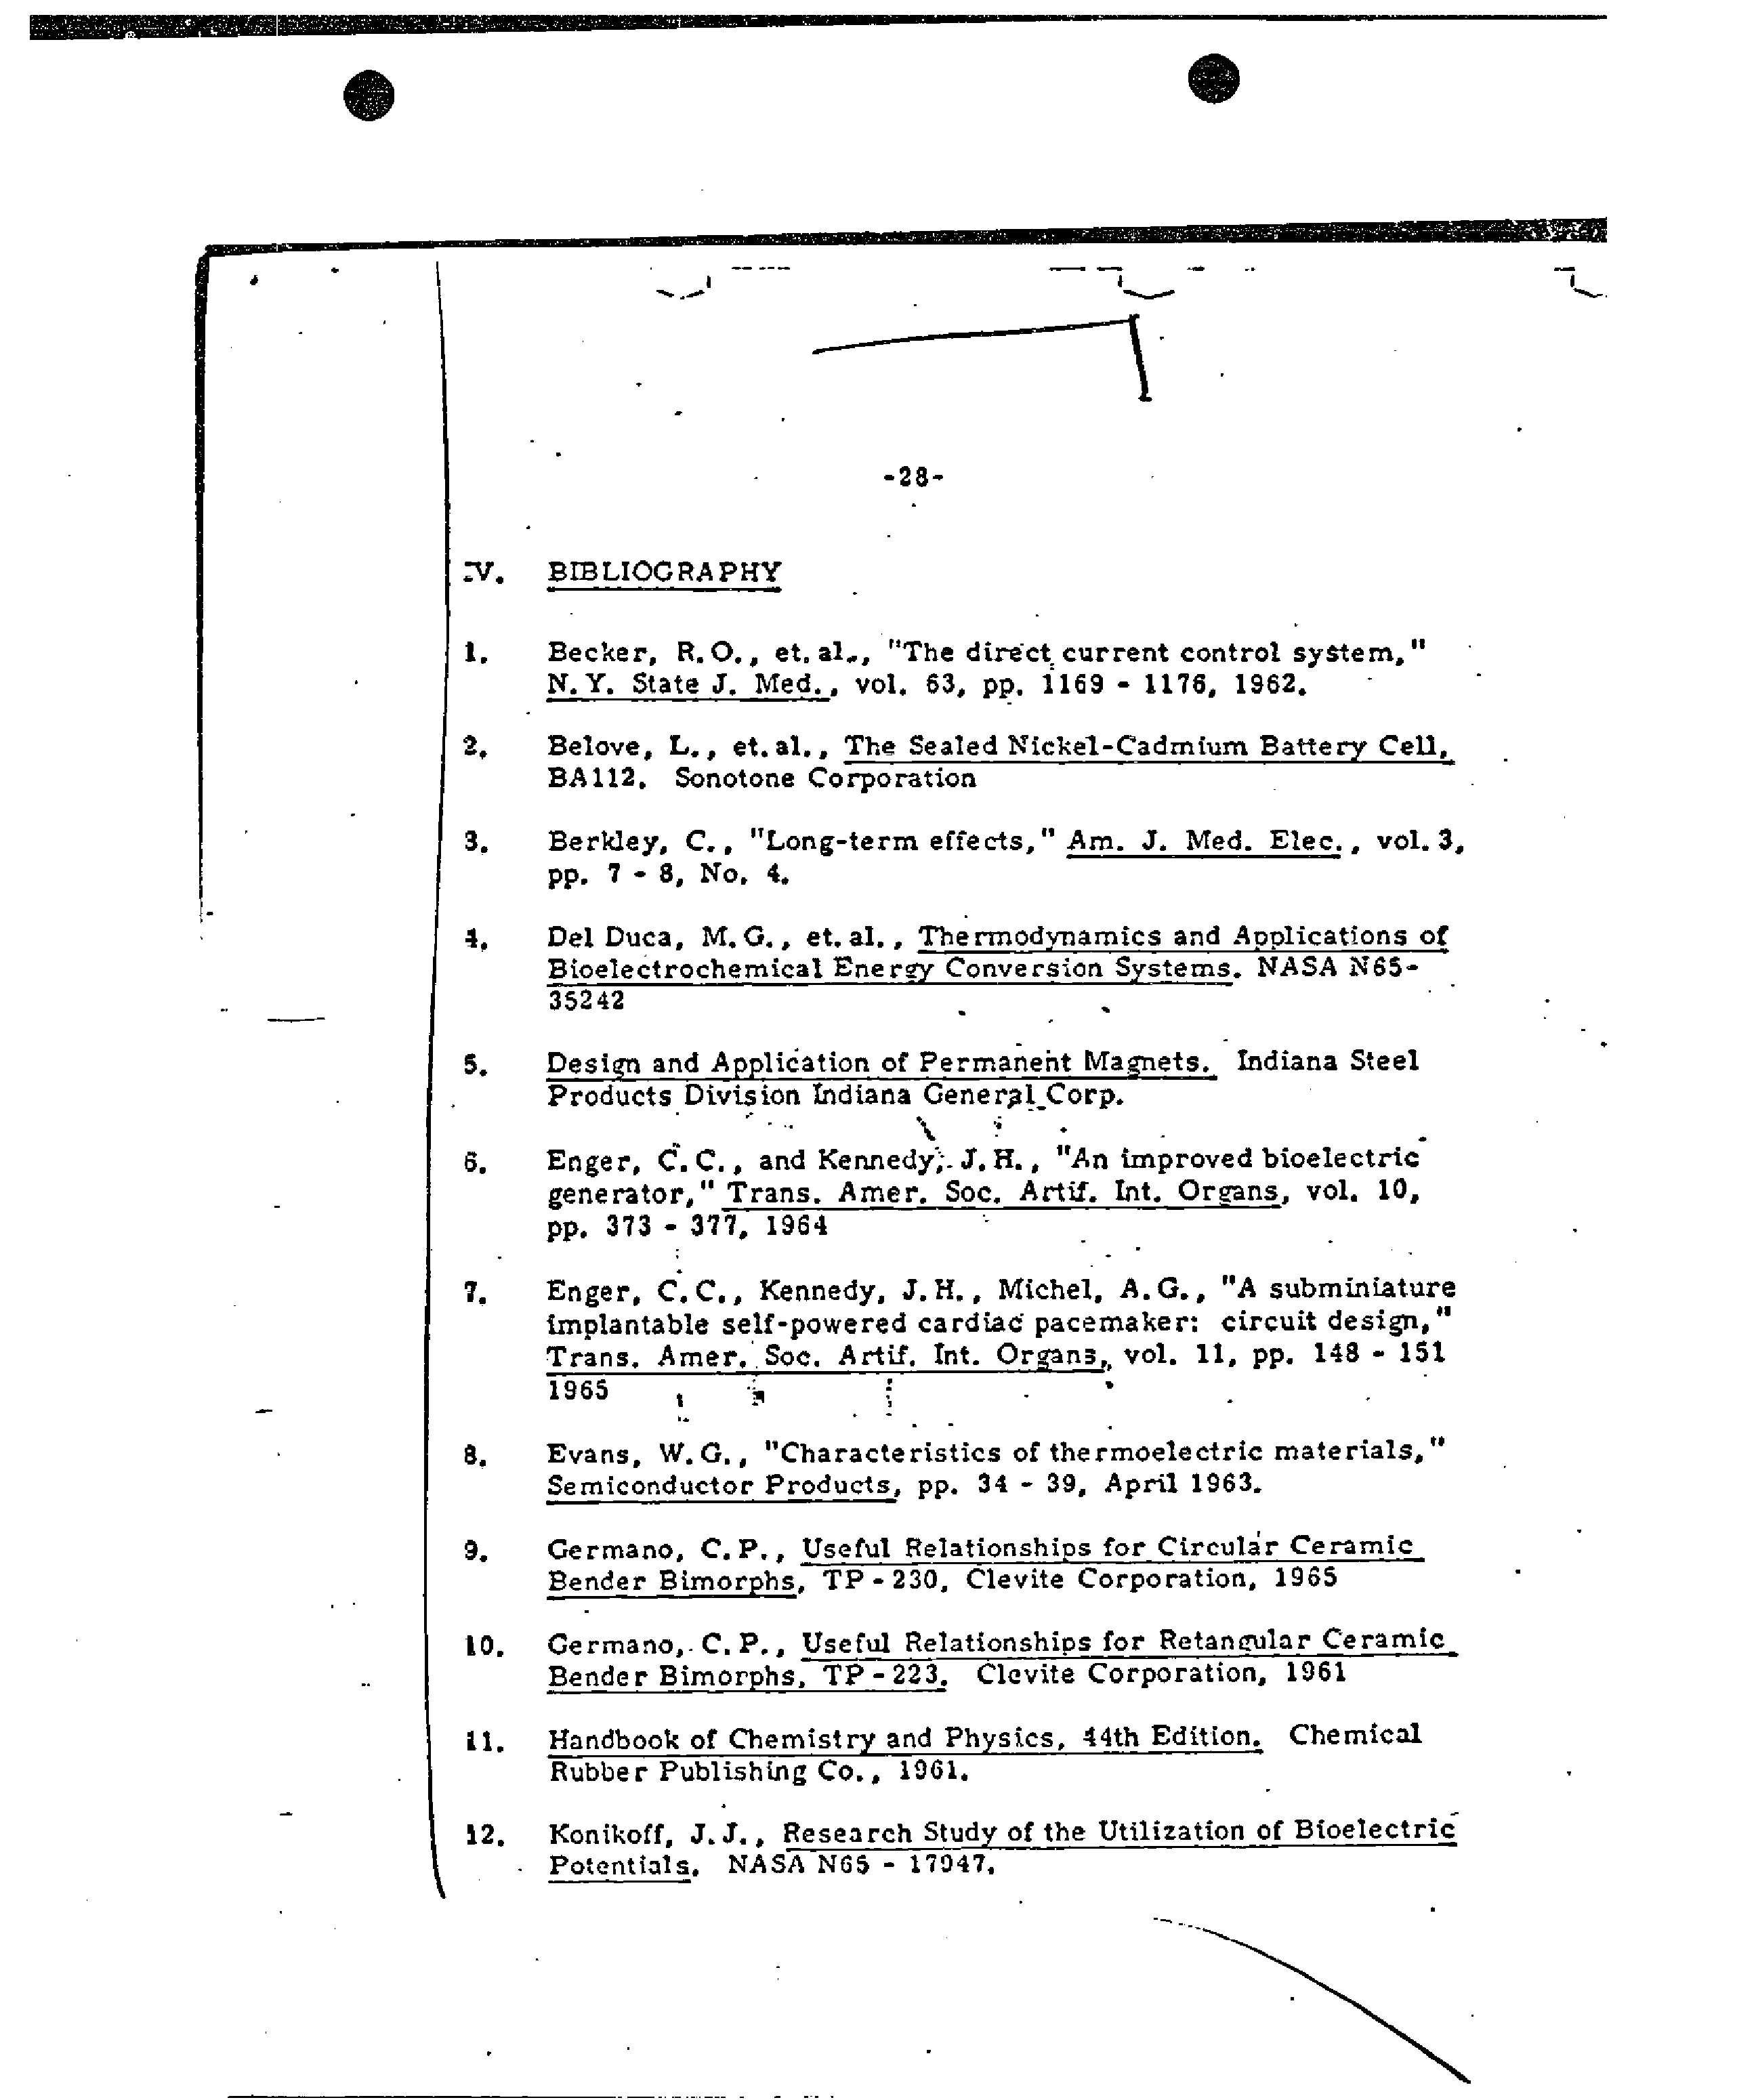 -28-
IV. BIBLIOGRAPHY
1. Becker, R.O., et.al., "The direct current control system,"
N.Y. State J. Med., vol. 63, pp. 1169 - 1176, 1962.
2. Belove, L., et.al., The Sealed Nickel-Cadmium Battery Cell,
BA112. Sonotone Corporation
3. Berkley, C., "Long-term effects," Am. J. Med. Elec., vol. 3,
pp. 7 - 8, No. 4.
4. Del Duca, M.G., et.al., Thermodynamics and Applications of
Bioelectrochemical Energy Conversion Systems. NASA N65-
35242
5. Design and Application of Permanent Magnets. Indiana Steel
Products Division Indiana General Corp.
6. Enger, C.C., and Kennedy, J.H., "An improved bioelectric
generator," Trans. Amer. Soc. Artif. Int. Organs, vol. 10,
pp. 373 - 377, 1964
7. Enger, C.C., Kennedy, J.H., Michel, A.G., "A subminiature
implantable self-powered cardiac pacemaker: circuit design,"
Trans. Amer. Soc. Artif. Int. Organs, vol. 11, pp. 148 - 151
1965
8. Evans, W.G., "Characteristics of thermoelectric materials,"
Semiconductor Products, pp. 34 - 39, April 1963.
9. Germano, C.P., Useful Relationships for Circular Ceramic
Bender Bimorphs, TP - 230, Clevite Corporation, 1965
10. Germano, C.P., Useful Relationships for Retangular Ceramic
Bender Bimorphs, TP - 223. Clevite Corporation, 1961
11. Handbook of Chemistry and Physics, 44th Edition. Chemical
Rubber Publishing Co., 1961.
12. Konikoff, J.J., Research Study of the Utilization of Bioelectric
Potentials. NASA N65 - 17047.